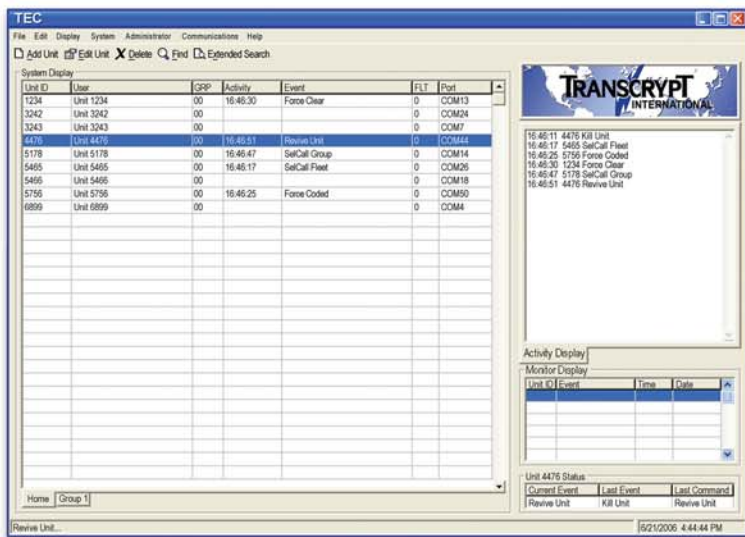 TEC
File Edit Display System Administrator Communications Help
Add Unit Edit Unit Delete Find Extended Search
System Display
Unit ID User GRP Activity Event FLT Port
1234 Unit 1234 00 16:46:30 Force Clear 0 COM13
3242 Unit 3242 00 0 COM24
3243 Unit 3243 00 0 COM7
4476 Unit 4476 00 16:46:51 Revive Unit 0 COM44
5178 Unit 5178 00 16:46:47 SelCall Group 0 COM14
5465 Unit 5465 00 16:46:17 SelCall Fleet 0 COM26
5466 Unit 5466 00 0 COM18
5756 Unit 5756 00 16:46:25 Force Coded 0 COM50
6899 Unit 6899 00 0 COM4
Home Group 1
TRANSCRYPT
INTERNATIONAL
16:46:11 4476 Kill Unit
16:46:17 5465 SelCall Fleet
16:46:25 5756 Force Coded
16:46:30 1234 Force Clear
16:46:47 5178 SelCall Group
16:46:51 4476 Revive Unit
Activity Display
Monitor Display
Unit ID Event Time Date
Unit 4476 Status
Current Event Last Event Last Command
Revive Unit Kill Unit Revive Unit
Revive Unit...
6/21/2006 4:44:44 PM